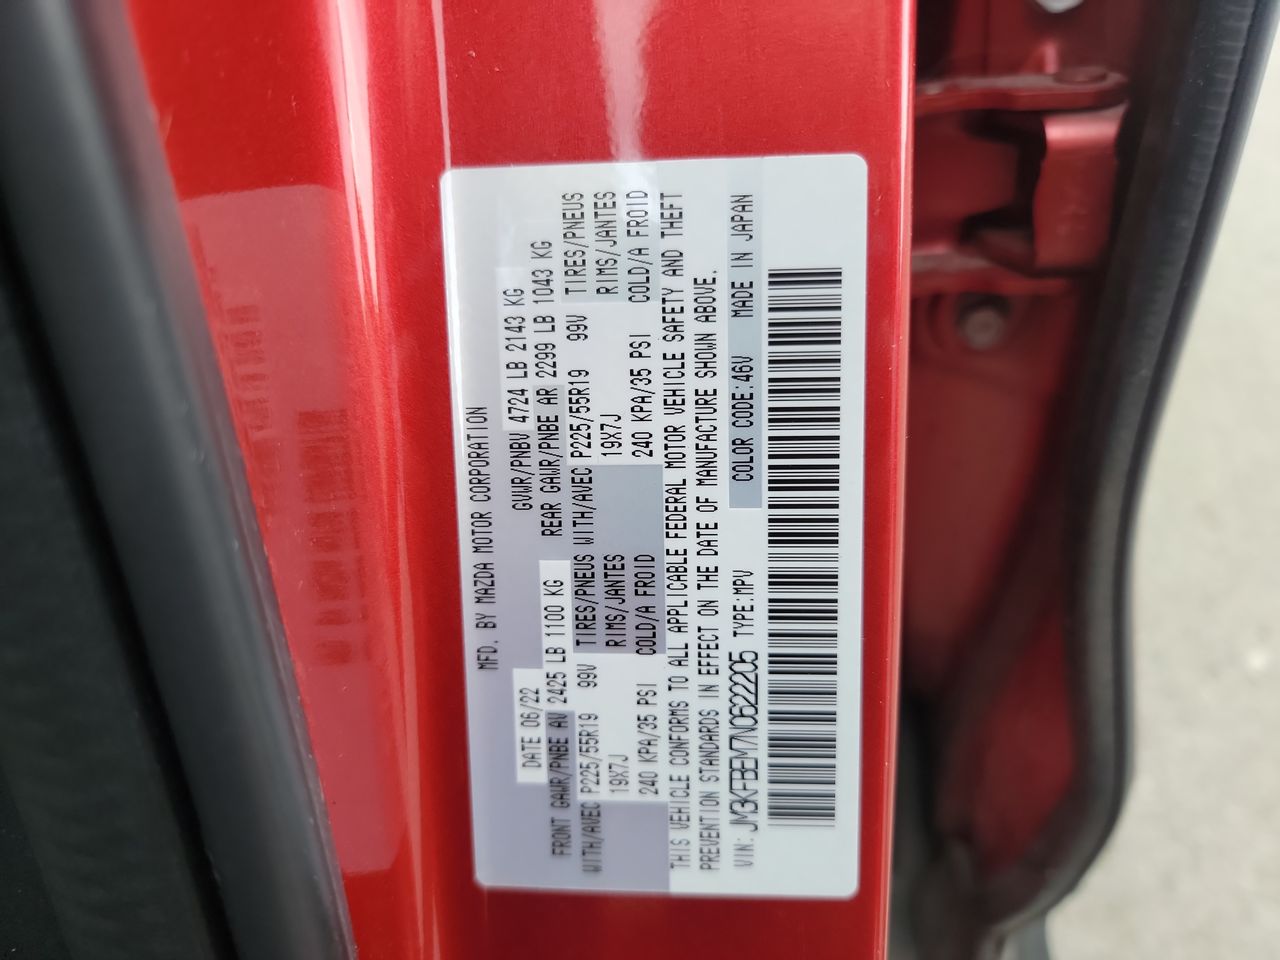 MFD. BY MAZDA MOTOR CORPORATION
DATE 06/22 GVWR/PNBV 4724 LB 2143 KG
FRONT GAWR/PNBE AV 2425 LB 1100 KG REAR GAWR/PNBE AR 2299 LB 1043 KG
WITH/AVEC P225/55R19 99V TIRES/PNEUS WITH/AVEC P225/55R19 99V TIRES/PNEUS
19X7J RIMS/JANTES 19X7J RIMS/JANTES
240 KPA/35 PSI COLD/A FROID 240 KPA/35 PSI COLD/A FROID
THIS VEHICLE CONFORMS TO ALL APPLICABLE FEDERAL MOTOR VEHICLE SAFETY AND THEFT
PREVENTION STANDARDS IN EFFECT ON THE DATE OF MANUFACTURE SHOWN ABOVE.
VIN: JM3KFBEM7N0622205 TYPE:MPV COLOR CODE:46V MADE IN JAPAN